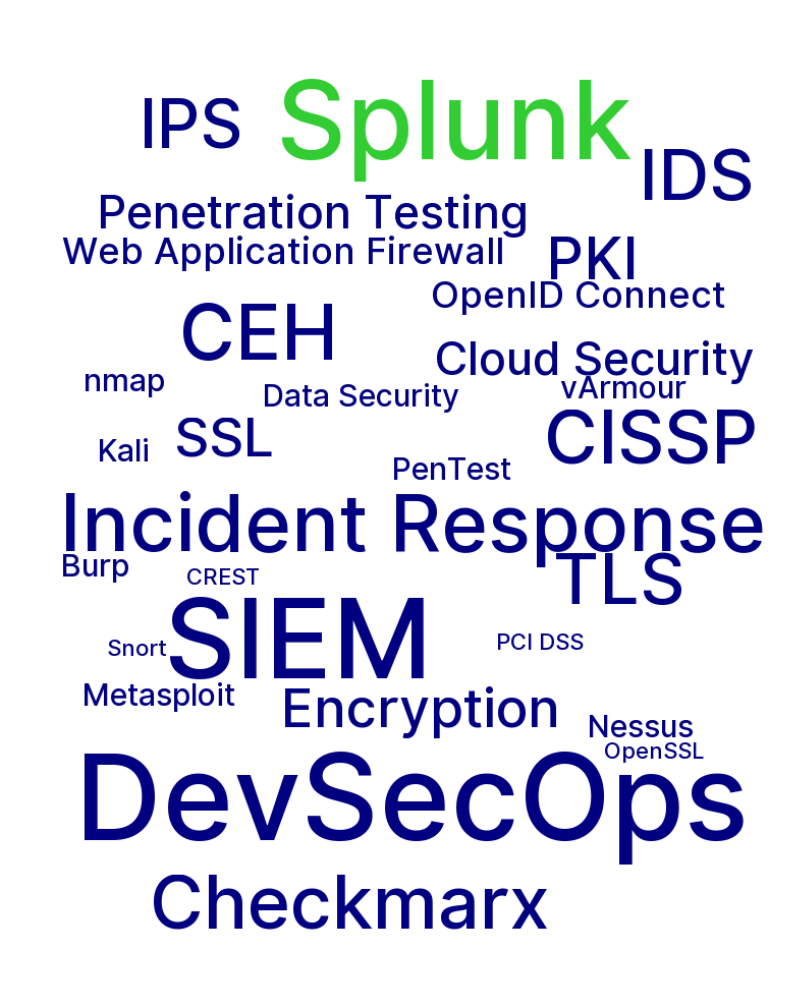 IPS
Splunk
IDS
Penetration Testing
Web Application Firewall
PKI
OpenID Connect
CEH
Cloud Security
nmap
Data Security
vArmour
SSL
CISSP
Kali
PenTest
Incident Response
Burp
TLS
CREST
SIEM
Snort
PCI DSS
Metasploit
Encryption
Nessus
OpenSSL
DevSecOps
Checkmarx